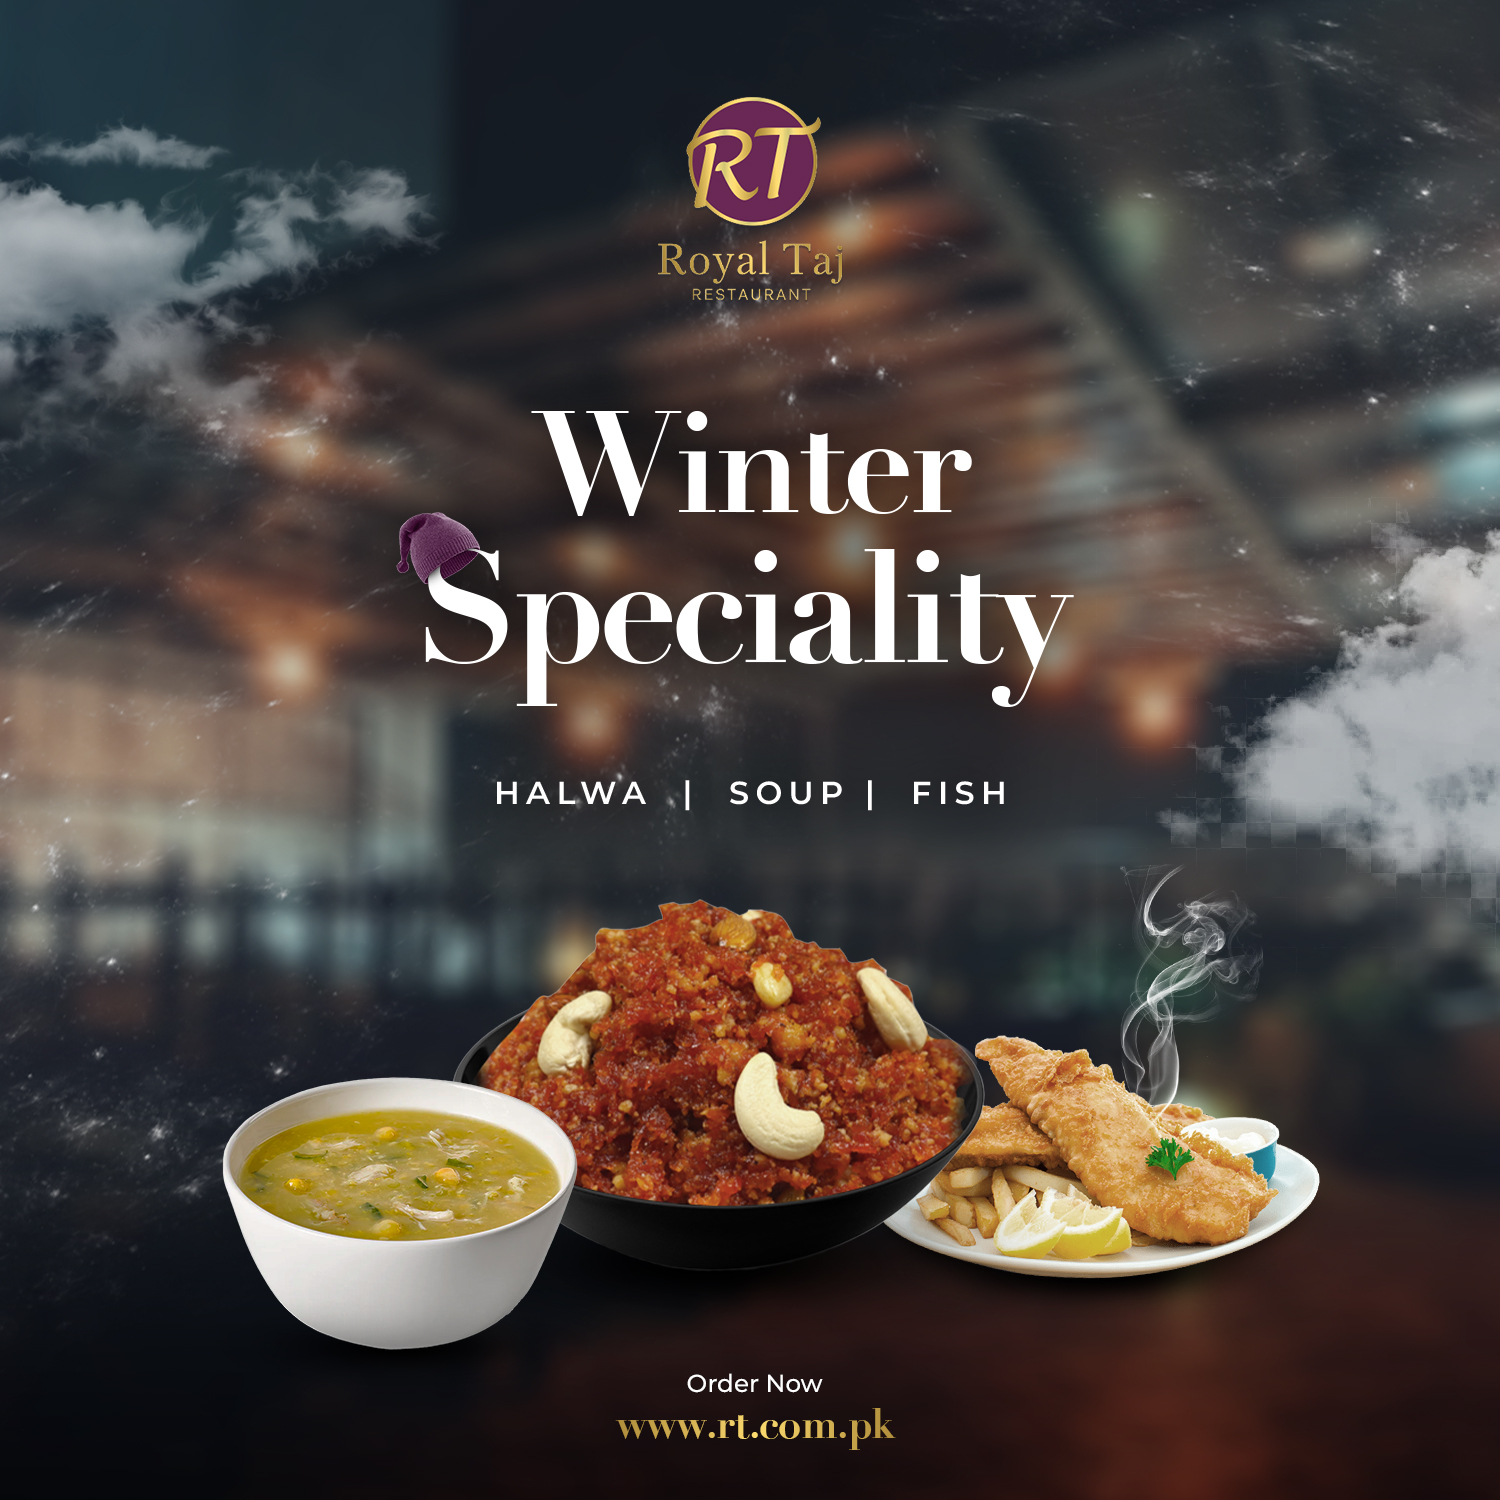 RT
Royal Taj
RESTAURANT
Winter
Speciality
HALWA | SOUP | FISH
Order Now
www.rt.com.pk